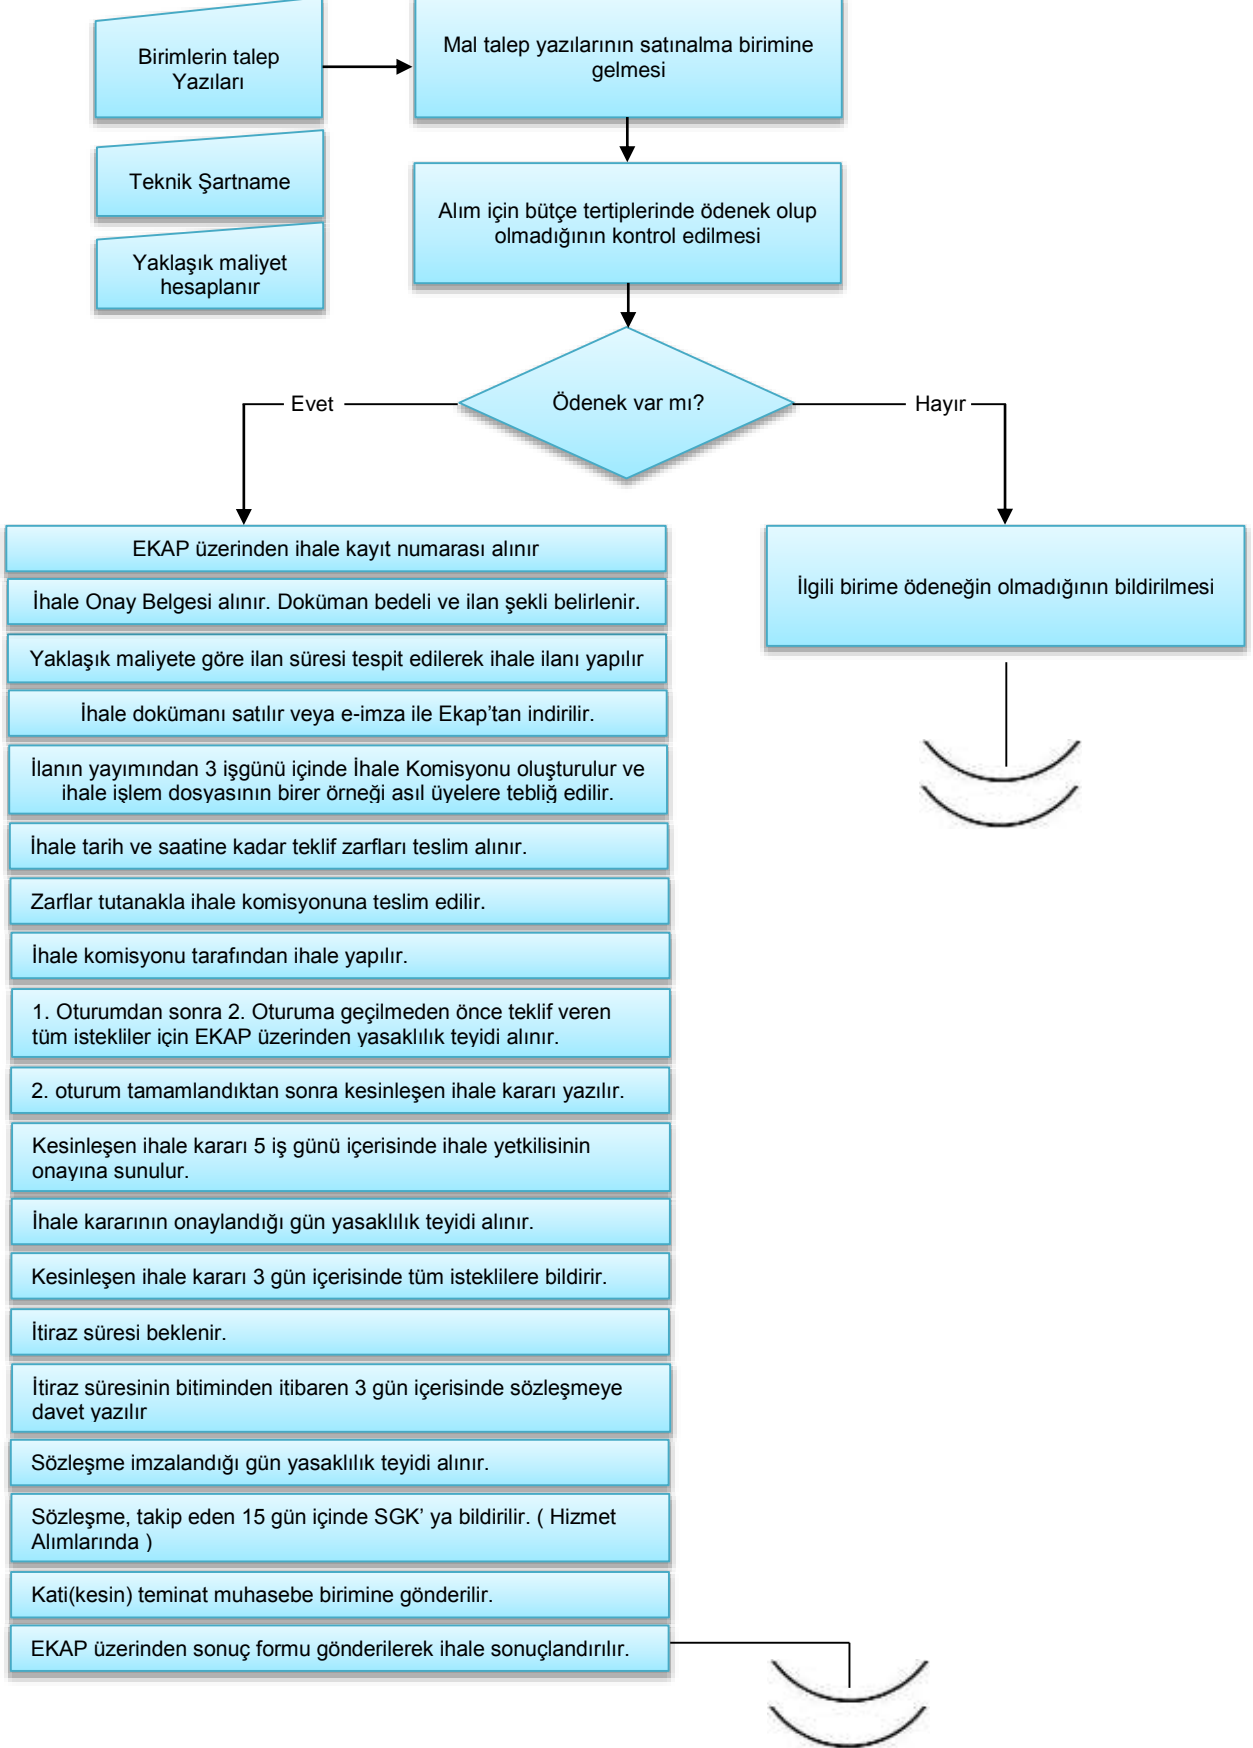 Birimlerin talep
Yazıları
Mal talep yazılarının satınalma birimine
gelmesi
Teknik Şartname
Alım için bütçe tertiplerinde ödenek olup
olmadığının kontrol edilmesi
Yaklaşık maliyet
hesaplanır
Ödenek var mı?
Evet
Hayır
EKAP üzerinden ihale kayıt numarası alınır
İhale Onay Belgesi alınır. Doküman bedeli ve ilan şekli belirlenir.
İlgili birime ödeneğin olmadığının bildirilmesi
Yaklaşık maliyete göre ilan süresi tespit edilerek ihale ilanı yapılır
İhale dokümanı satılır veya e-imza ile Ekap’tan indirilir.
İlanın yayımından 3 işgünü içinde İhale Komisyonu oluşturulur ve
ihale işlem dosyasının birer örneği asıl üyelere tebliğ edilir.
İhale tarih ve saatine kadar teklif zarfları teslim alınır.
Zarflar tutanakla ihale komisyonuna teslim edilir.
İhale komisyonu tarafından ihale yapılır.
1. Oturumdan sonra 2. Oturuma geçilmeden önce teklif veren
tüm istekliler için EKAP üzerinden yasaklılık teyidi alınır.
2. oturum tamamlandıktan sonra kesinleşen ihale kararı yazılır.
Kesinleşen ihale kararı 5 iş günü içerisinde ihale yetkilisinin
onayına sunulur.
İhale kararının onaylandığı gün yasaklılık teyidi alınır.
Kesinleşen ihale kararı 3 gün içerisinde tüm isteklilere bildirir.
İtiraz süresi beklenir.
İtiraz süresinin bitiminden itibaren 3 gün içerisinde sözleşmeye
davet yazılır
Sözleşme imzalandığı gün yasaklılık teyidi alınır.
Sözleşme, takip eden 15 gün içinde SGK’ ya bildirilir. ( Hizmet
Alımlarında )
Kati(kesin) teminat muhasebe birimine gönderilir.
EKAP üzerinden sonuç formu gönderilerek ihale sonuçlandırılır.